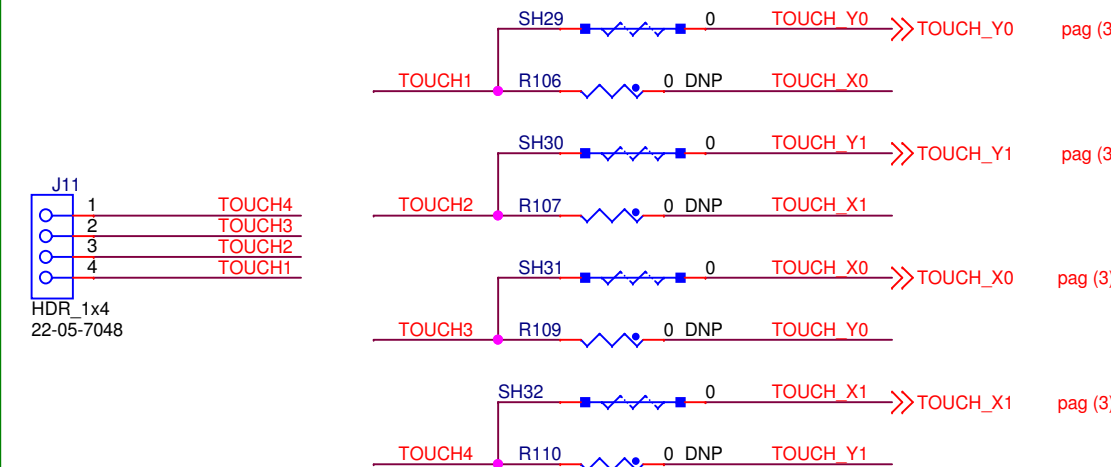 SH29 0 TOUCH_Y0 TOUCH_Y0 pag (3
TOUCH1 R106 0 DNP TOUCH_X0
SH30 0 TOUCH_Y1 TOUCH_Y1 pag (3
J11
1 TOUCH4
TOUCH2 R107 0 DNP TOUCH_X1
2 TOUCH3
3 TOUCH2
4 TOUCH1
SH31 0 TOUCH_X0 TOUCH_X0 pag (3)
HDR_1x4
22-05-7048
TOUCH3 R109 0 DNP TOUCH_Y0
SH32 0 TOUCH_X1 TOUCH_X1 pag (3)
TOUCH4 R110 0 DNP TOUCH_Y1